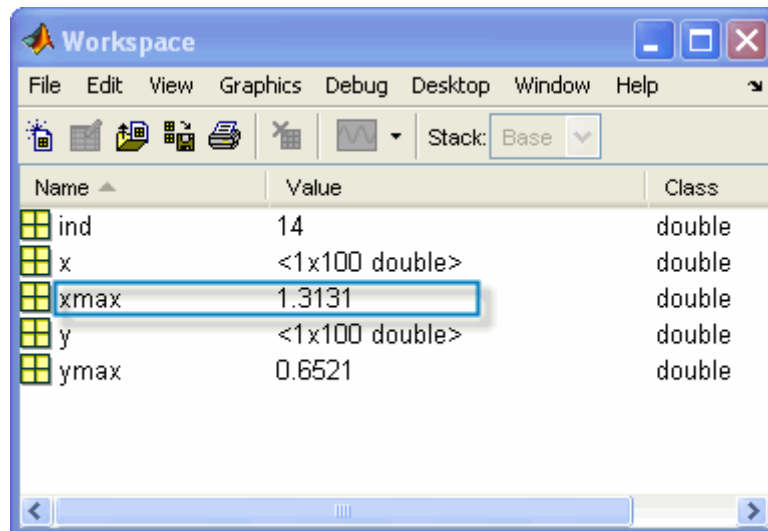 Workspace
File Edit View Graphics Debug Desktop Window Help
Stack: Base
Name Value Class
ind 14 double
x <1x100 double> double
xmax 1.3131 double
y <1x100 double> double
ymax 0.6521 double